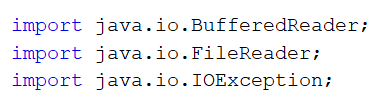 import java.io.BufferedReader;
import java.io.FileReader;
import java.io.IOException;